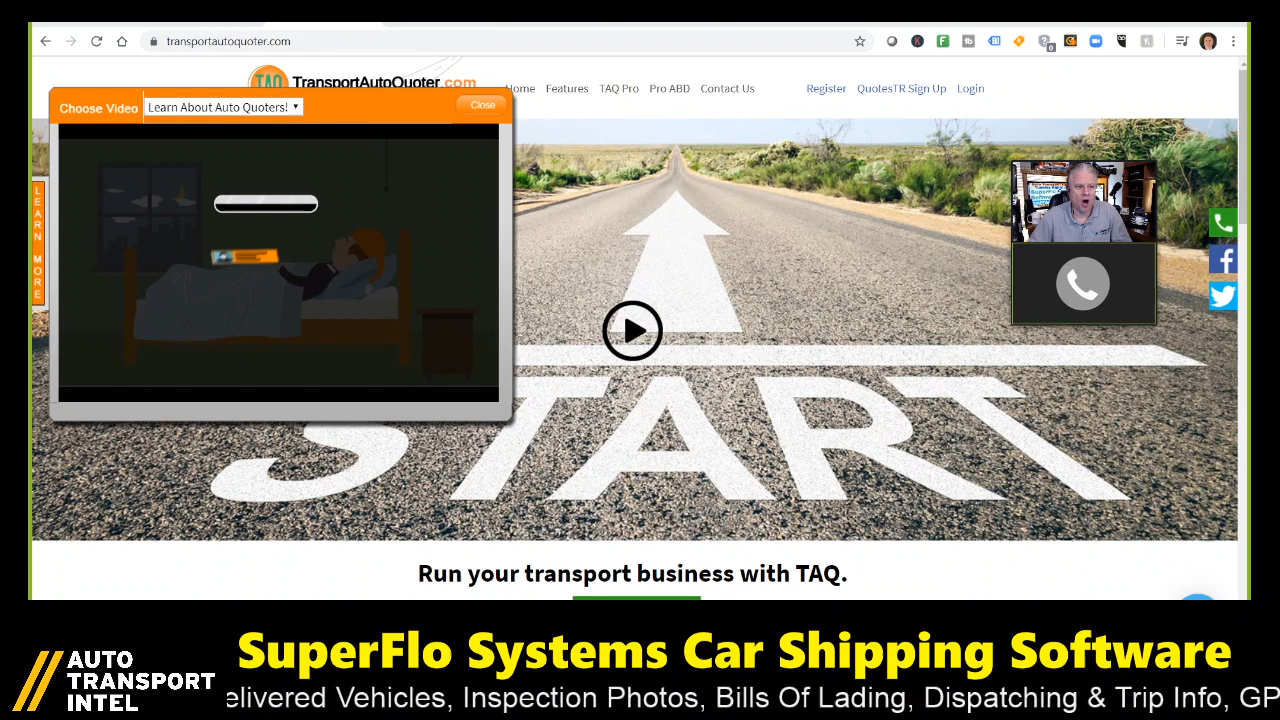 transportautoquoter.com
0
TAQ TransportAutoQuoter.com
Home Features TAQ Pro Pro ABD Contact Us Register QuotesTR Sign Up Login
Choose Video Learn About Auto Quoters! Close
LEARN MORE
START
Run your transport business with TAQ.
AUTO TRANSPORT INTEL
SuperFlo Systems Car Shipping Software
elivered Vehicles, Inspection Photos, Bills Of Lading, Dispatching & Trip Info, GP